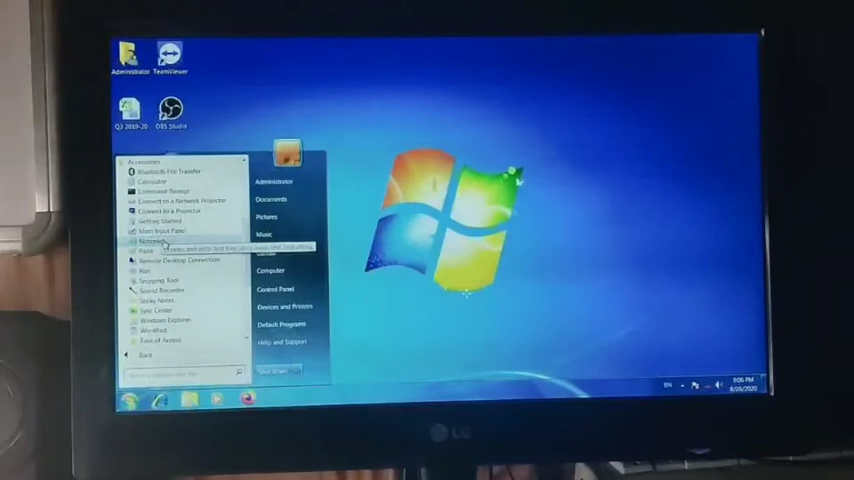 Administrator
TeamViewer
Q3 2019-20
OBS Studio
Accessories
Bluetooth File Transfer
Calculator
Command Prompt
Connect to a Network Projector
Connect to a Projector
Getting Started
Math Input Panel
Notepad
Paint
Remote Desktop Connection
Run
Snipping Tool
Sound Recorder
Sticky Notes
Sync Center
Windows Explorer
WordPad
Ease of Access
Back
Administrator
Documents
Pictures
Music
Games
Computer
Control Panel
Devices and Printers
Default Programs
Help and Support
Shut down
EN
9:06 PM
8/26/2020
LG